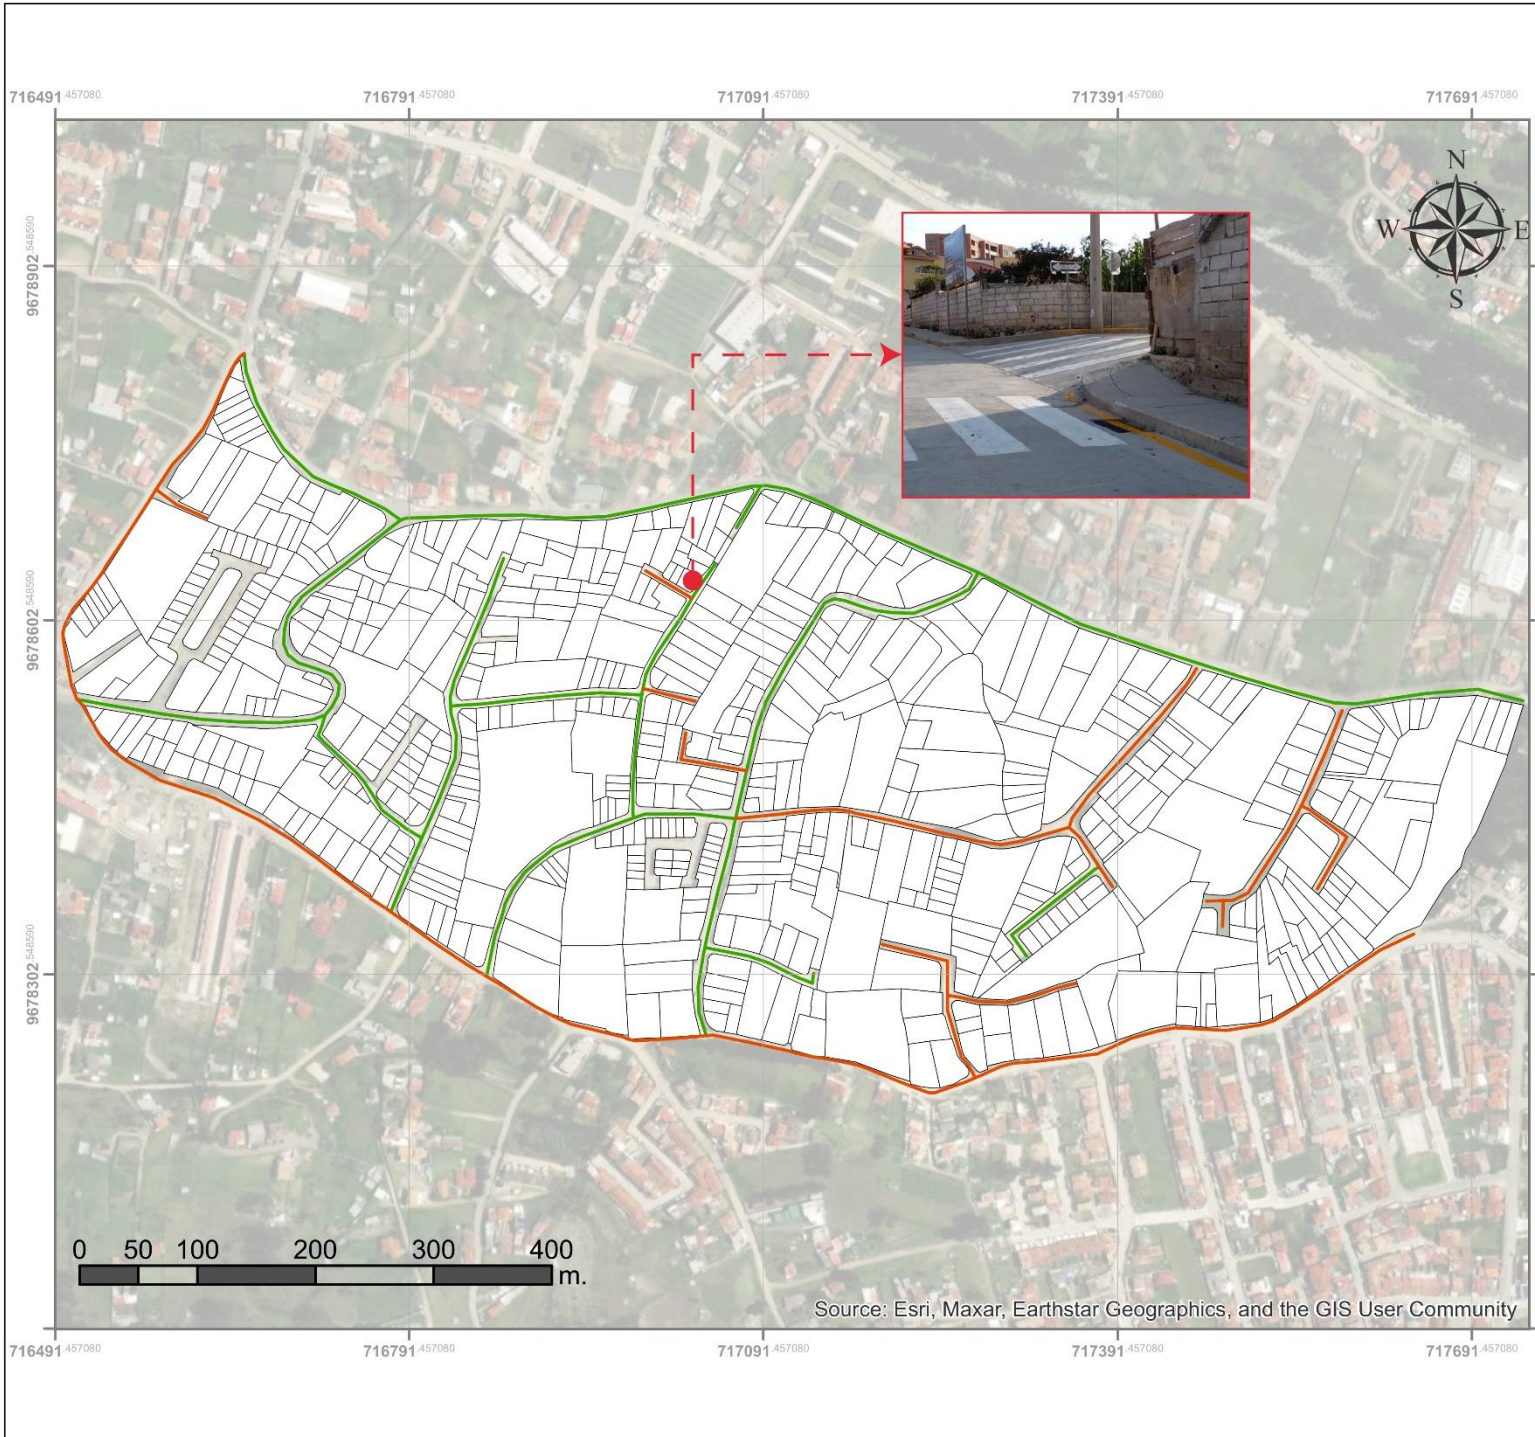 716491.457080 716791.457080 717091.457080 717391.457080 717691.457080
N
W E
S
9678902.548590
9678602.548590
9678302.548590
0 50 100 200 300 400
m.
Source: Esri, Maxar, Earthstar Geographics, and the GIS User Community
716491.457080 716791.457080 717091.457080 717391.457080 717691.457080